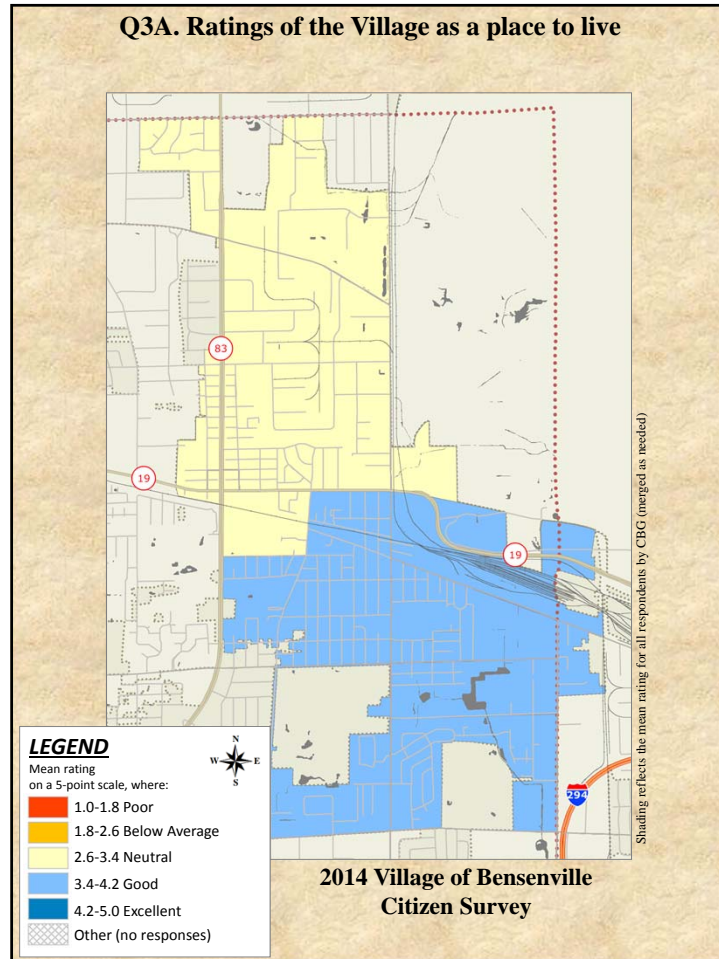 Q3A. Ratings of the Village as a place to live
83
19
19
294
Shading reflects the mean rating for all respondents by CBG (merged as needed)
LEGEND
Mean rating
on a 5-point scale, where:
N
W E
S
1.0-1.8 Poor
1.8-2.6 Below Average
2.6-3.4 Neutral
3.4-4.2 Good
4.2-5.0 Excellent
Other (no responses)
2014 Village of Bensenville
Citizen Survey